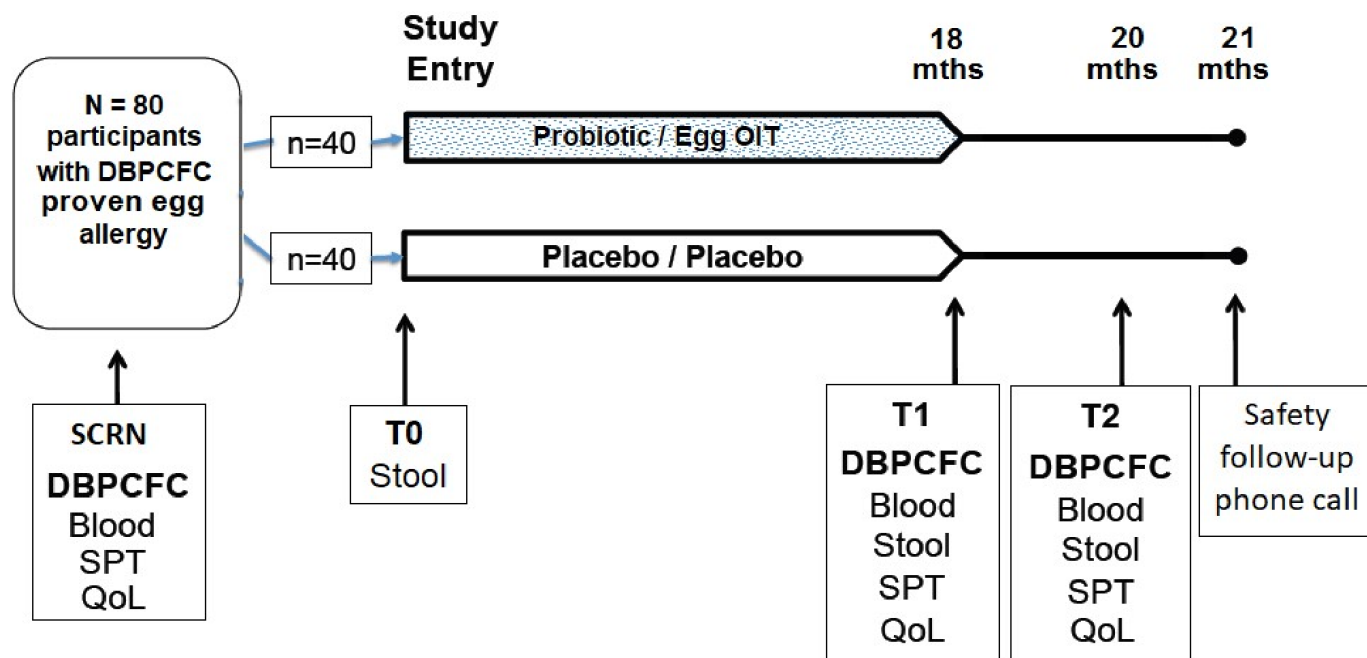 Study
Entry
18
mths
20
mths
21
mths
N = 80
participants
with DBPCFC
proven egg
allergy
n=40
Probiotic / Egg OIT
n=40
Placebo / Placebo
SCRN
DBPCFC
Blood
SPT
QoL
T0
Stool
T1
DBPCFC
Blood
Stool
SPT
QoL
T2
DBPCFC
Blood
Stool
SPT
QoL
Safety
follow-up
phone call